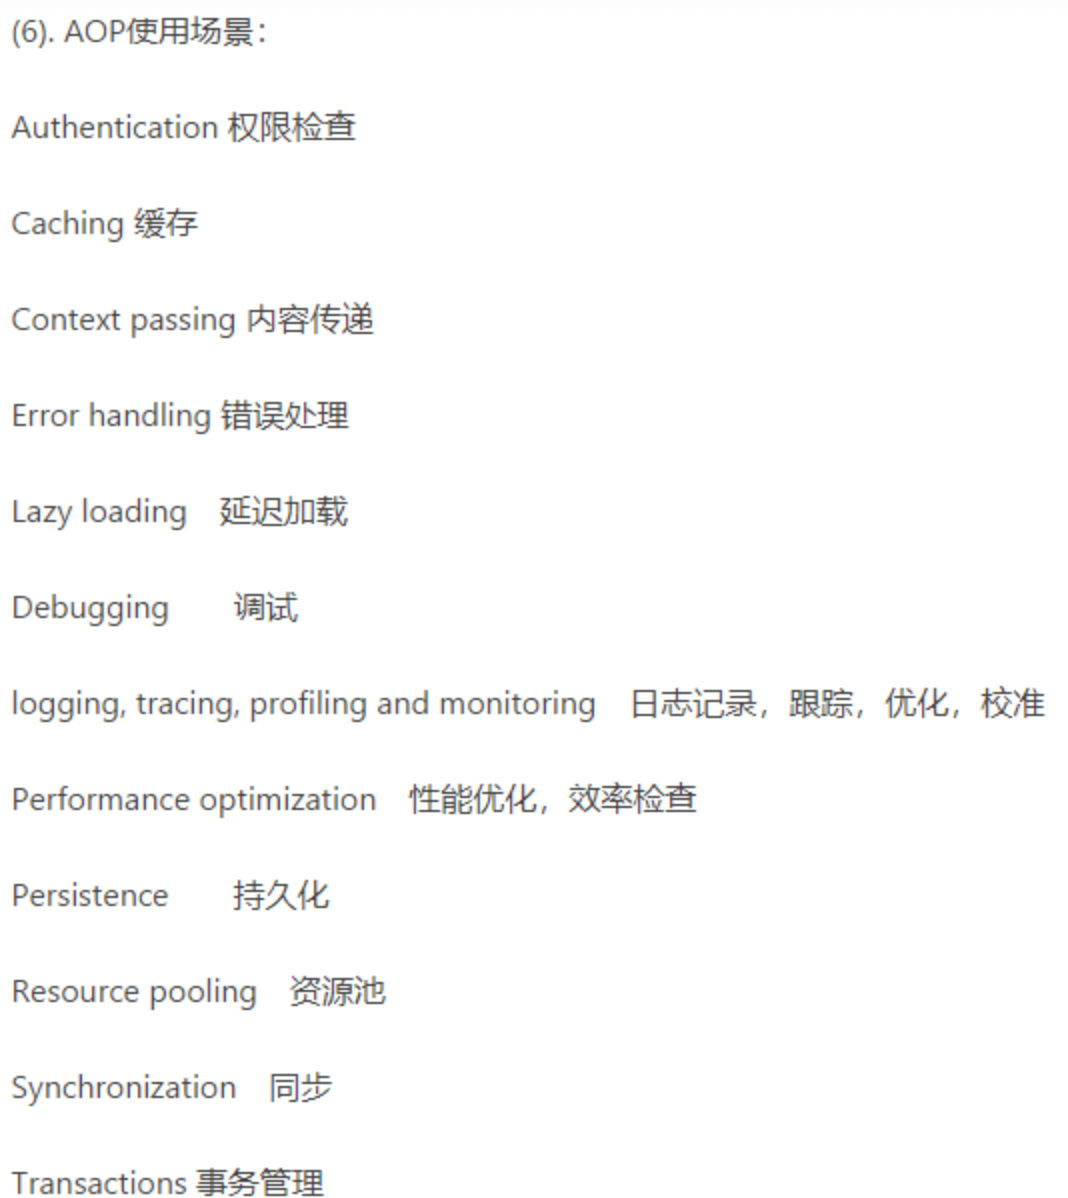 (6). AOP使用场景：
Authentication 权限检查
Caching 缓存
Context passing 内容传递
Error handling 错误处理
Lazy loading　延迟加载
Debugging　　调试
logging, tracing, profiling and monitoring　日志记录，跟踪，优化，校准
Performance optimization　性能优化，效率检查
Persistence　　持久化
Resource pooling　资源池
Synchronization　同步
Transactions 事务管理